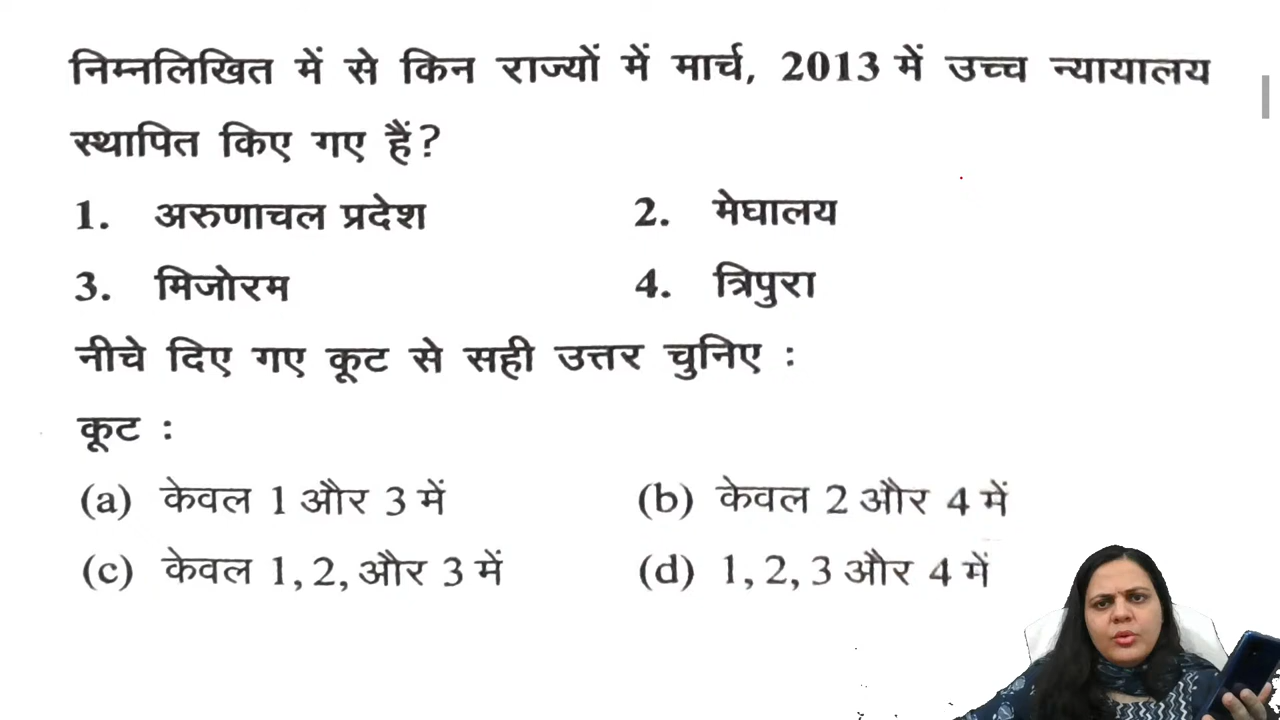 निम्नलिखित में से किन राज्यों में मार्च, 2013 में उच्च न्यायालय
स्थापित किए गए हैं?
1. अरुणाचल प्रदेश 2. मेघालय
3. मिजोरम 4. त्रिपुरा
नीचे दिए गए कूट से सही उत्तर चुनिए :
कूट :
(a) केवल 1 और 3 में (b) केवल 2 और 4 में
(c) केवल 1, 2, और 3 में (d) 1, 2, 3 और 4 में